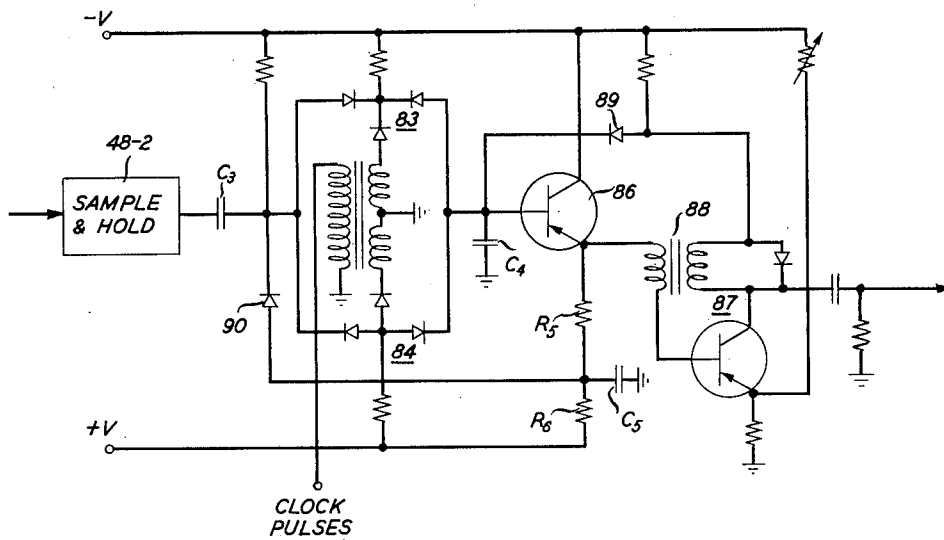 -V
48-2
SAMPLE
& HOLD
C3
83
89
86
88
C4
90
84
R5
87
R6
C5
+V
CLOCK
PULSES